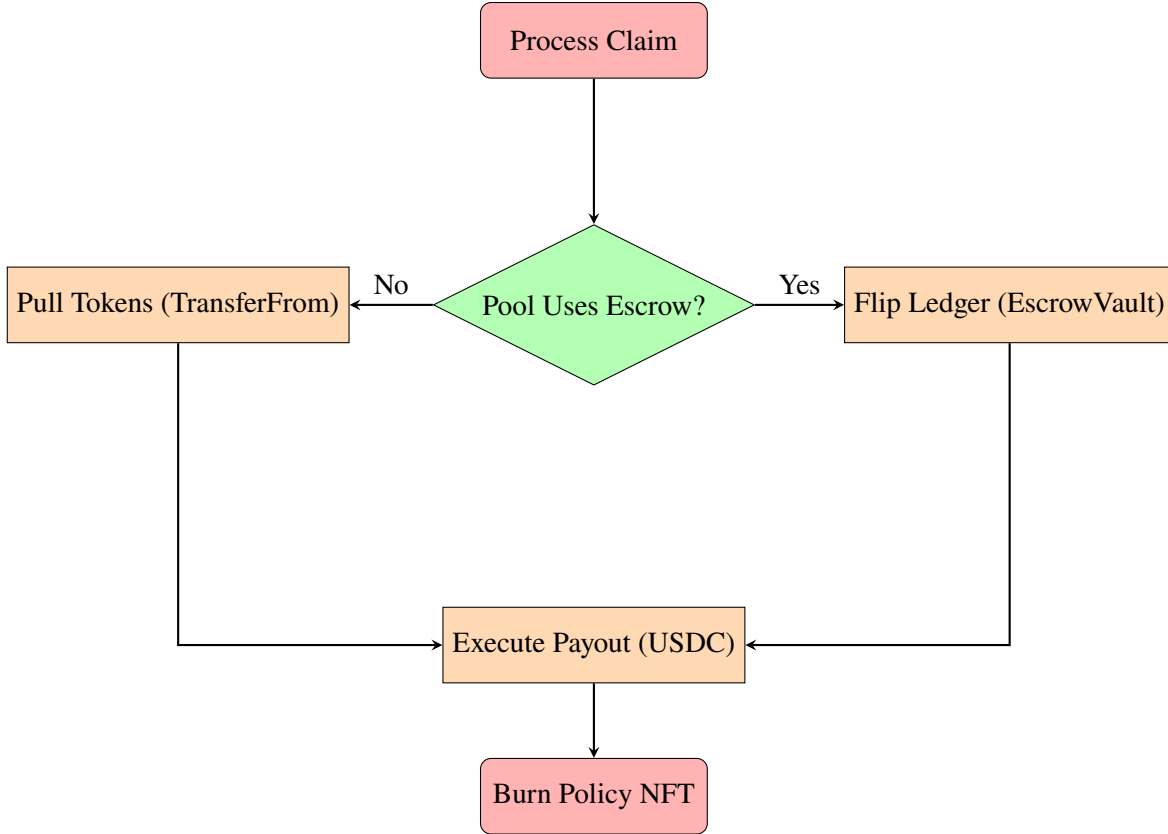 Process Claim
No
Yes
Pull Tokens (TransferFrom)
Pool Uses Escrow?
Flip Ledger (EscrowVault)
Execute Payout (USDC)
Burn Policy NFT